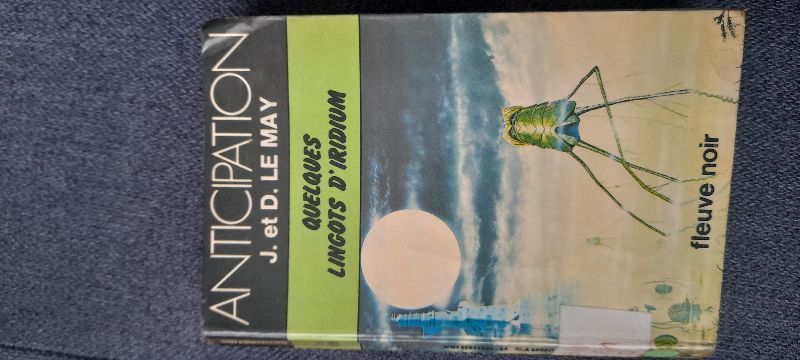 ANTICIPATION
J. et D. LE MAY
QUELQUES
LINGOTS D'IRIDIUM
fleuve noir